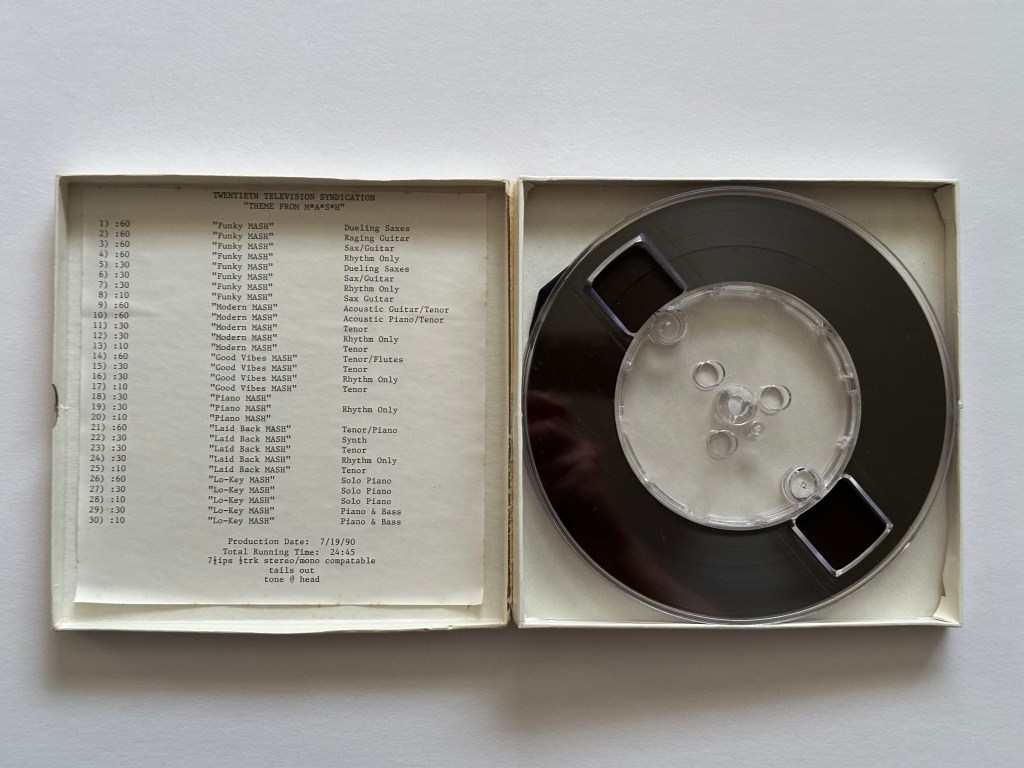 TWENTIETH TELEVISION SYNDICATION
"THEME FROM M*A*S*H"
1) :60 "Funky MASH" Dueling Saxes
2) :60 "Funky MASH" Raging Guitar
3) :60 "Funky MASH" Sax/Guitar
4) :60 "Funky MASH" Rhythm Only
5) :30 "Funky MASH" Dueling Saxes
6) :30 "Funky MASH" Sax/Guitar
7) :30 "Funky MASH" Rhythm Only
8) :10 "Funky MASH" Sax Guitar
9) :60 "Modern MASH" Acoustic Guitar/Tenor
10) :60 "Modern MASH" Acoustic Piano/Tenor
11) :30 "Modern MASH" Tenor
12) :30 "Modern MASH" Rhythm Only
13) :10 "Modern MASH" Tenor
14) :60 "Good Vibes MASH" Tenor/Flutes
15) :30 "Good Vibes MASH" Tenor
16) :30 "Good Vibes MASH" Rhythm Only
17) :10 "Good Vibes MASH" Tenor
18) :30 "Piano MASH"
19) :30 "Piano MASH" Rhythm Only
20) :10 "Piano MASH"
21) :60 "Laid Back MASH" Tenor/Piano
22) :30 "Laid Back MASH" Synth
23) :30 "Laid Back MASH" Tenor
24) :30 "Laid Back MASH" Rhythm Only
25) :10 "Laid Back MASH" Tenor
26) :60 "Lo-Key MASH" Solo Piano
27) :30 "Lo-Key MASH" Solo Piano
28) :10 "Lo-Key MASH" Solo Piano
29) :30 "Lo-Key MASH" Piano & Bass
30) :10 "Lo-Key MASH" Piano & Bass
Production Date: 7/19/90
Total Running Time: 24:45
7½ips ½trk stereo/mono compatable
tails out
tone @ head